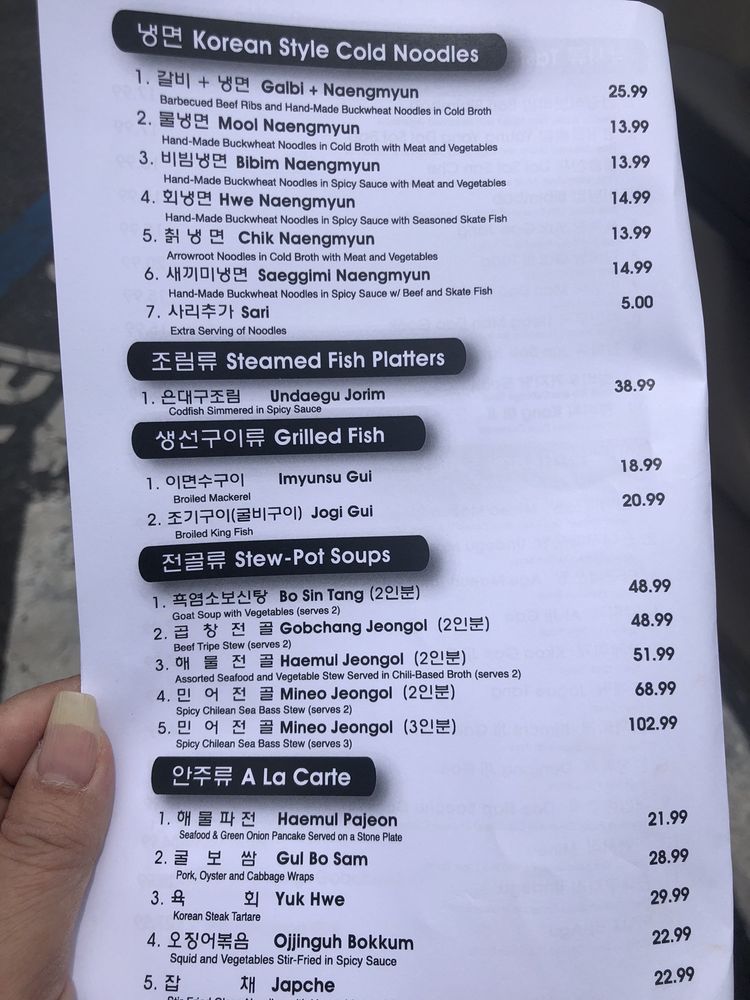 냉면 Korean Style Cold Noodles
1. 갈비 + 냉면 Galbi + Naengmyun 25.99
Barbecued Beef Ribs and Hand-Made Buckwheat Noodles in Cold Broth
2. 물냉면 Mool Naengmyun 13.99
Hand-Made Buckwheat Noodles in Cold Broth with Meat and Vegetables
3. 비빔냉면 Bibim Naengmyun 13.99
Hand-Made Buckwheat Noodles in Spicy Sauce with Meat and Vegetables
4. 회냉면 Hwe Naengmyun 14.99
Hand-Made Buckwheat Noodles in Spicy Sauce with Seasoned Skate Fish
5. 칡 냉 면 Chik Naengmyun 13.99
Arrowroot Noodles in Cold Broth with Meat and Vegetables
6. 새끼미냉면 Saeggimi Naengmyun 14.99
Hand-Made Buckwheat Noodles in Spicy Sauce w/ Beef and Skate Fish
7. 사리추가 Sari 5.00
Extra Serving of Noodles
조림류 Steamed Fish Platters
1. 은대구조림 Undaegu Jorim 38.99
Codfish Simmered in Spicy Sauce
생선구이류 Grilled Fish
1. 이면수구이 Imyunsu Gui 18.99
Broiled Mackerel
2. 조기구이(굴비구이) Jogi Gui 20.99
Broiled King Fish
전골류 Stew-Pot Soups
1. 흑염소보신탕 Bo Sin Tang (2인분) 48.99
Goat Soup with Vegetables (serves 2)
2. 곱 창 전 골 Gobchang Jeongol (2인분) 48.99
Beef Tripe Stew (serves 2)
3. 해 물 전 골 Haemul Jeongol (2인분) 51.99
Assorted Seafood and Vegetable Stew Served in Chili-Based Broth (serves 2)
4. 민 어 전 골 Mineo Jeongol (2인분) 68.99
Spicy Chilean Sea Bass Stew (serves 2)
5. 민 어 전 골 Mineo Jeongol (3인분) 102.99
Spicy Chilean Sea Bass Stew (serves 3)
안주류 A La Carte
1. 해 물 파 전 Haemul Pajeon 21.99
Seafood & Green Onion Pancake Served on a Stone Plate
2. 굴 보 쌈 Gul Bo Sam 28.99
Pork, Oyster and Cabbage Wraps
3. 육 회 Yuk Hwe 29.99
Korean Steak Tartare
4. 오징어볶음 Ojjinguh Bokkum 22.99
Squid and Vegetables Stir-Fried in Spicy Sauce
5. 잡 채 Japche 22.99